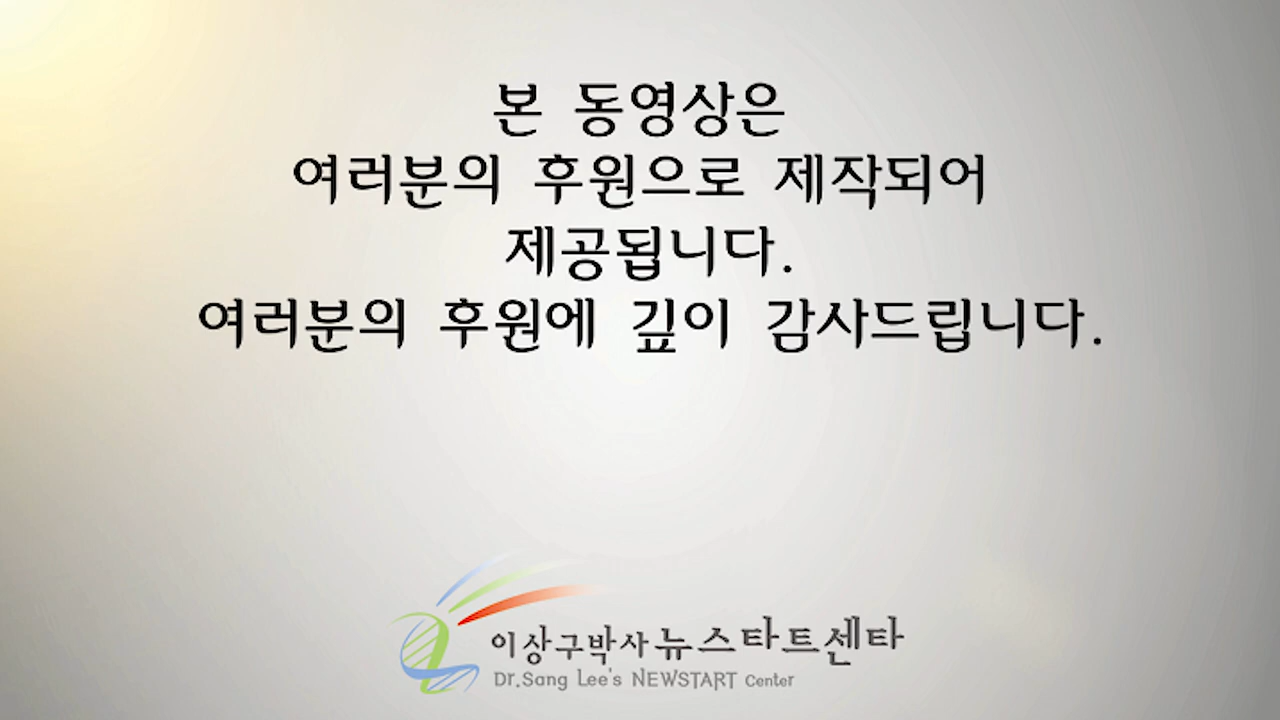 본 동영상은
여러분의 후원으로 제작되어
제공됩니다.
여러분의 후원에 깊이 감사드립니다.
이상구박사 뉴스타트센타
Dr.Sang Lee's NEWSTART Center